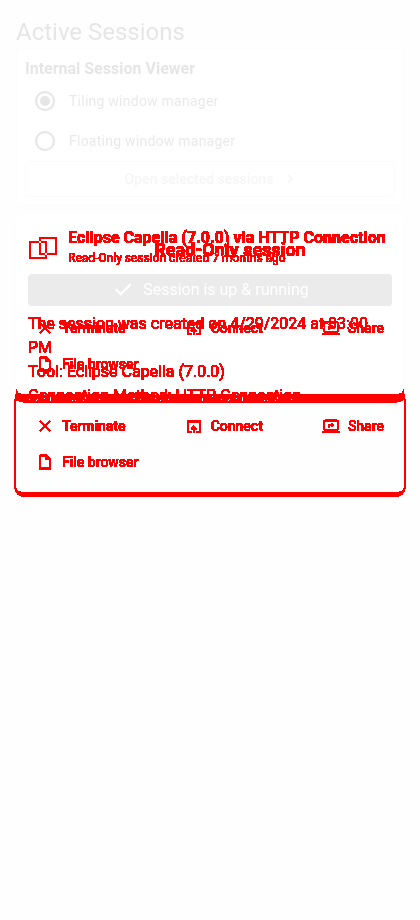 Active Sessions
Internal Session Viewer
Tiling window manager
Floating window manager
Open selected sessions
Eclipse Capella (7.0.0) via HTTP Connection
Read-Only session
Read-Only session created 7 months ago
Session is up & running
The session was created on 4/29/2024 at 03:00
PM
Terminate
Connect
Share
File browser
Tool: Eclipse Capella (7.0.0)
Connection Method: HTTP Connection
Terminate
Connect
Share
File browser